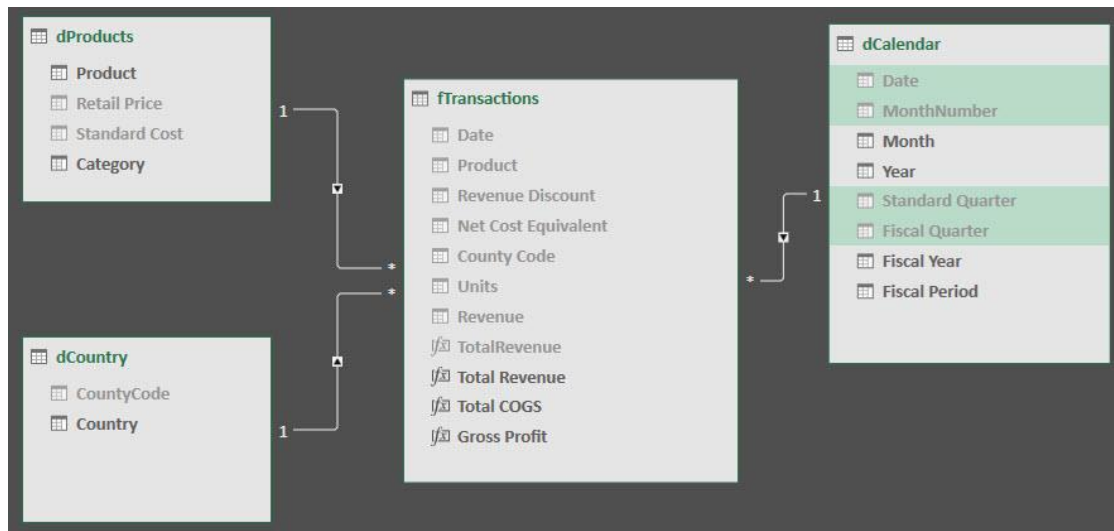 dProducts
Product
Retail Price
Standard Cost
Category
1
*
fTransactions
Date
Product
Revenue Discount
Net Cost Equivalent
County Code
Units
Revenue
TotalRevenue
Total Revenue
Total COGS
Gross Profit
dCalendar
Date
MonthNumber
Month
Year
Standard Quarter
Fiscal Quarter
Fiscal Year
Fiscal Period
1
*
dCountry
CountyCode
Country
1
*